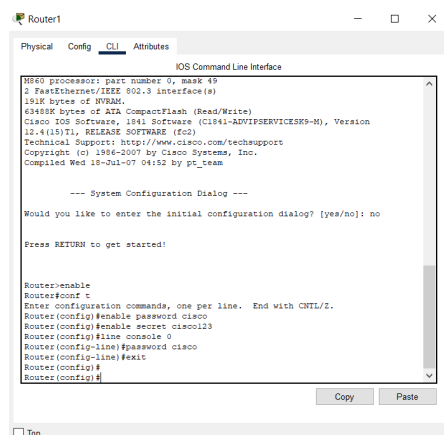 Router1
Physical Config CLI Attributes
IOS Command Line Interface
M860 processor: part number 0, mask 49
2 FastEthernet/IEEE 802.3 interface(s)
191K bytes of NVRAM.
63488K bytes of ATA CompactFlash (Read/Write)
Cisco IOS Software, 1841 Software (C1841-ADVIPSERVICESK9-M), Version
12.4(15)T1, RELEASE SOFTWARE (fc2)
Technical Support: http://www.cisco.com/techsupport
Copyright (c) 1986-2007 by Cisco Systems, Inc.
Compiled Wed 18-Jul-07 04:52 by pt_team
--- System Configuration Dialog ---
Would you like to enter the initial configuration dialog? [yes/no]: no
Press RETURN to get started!
Router>enable
Router#conf t
Enter configuration commands, one per line. End with CNTL/Z.
Router(config)#enable password cisco
Router(config)#enable secret cisco123
Router(config)#line console 0
Router(config-line)#password cisco
Router(config-line)#exit
Router(config)#
Router(config)#
Copy Paste
Top